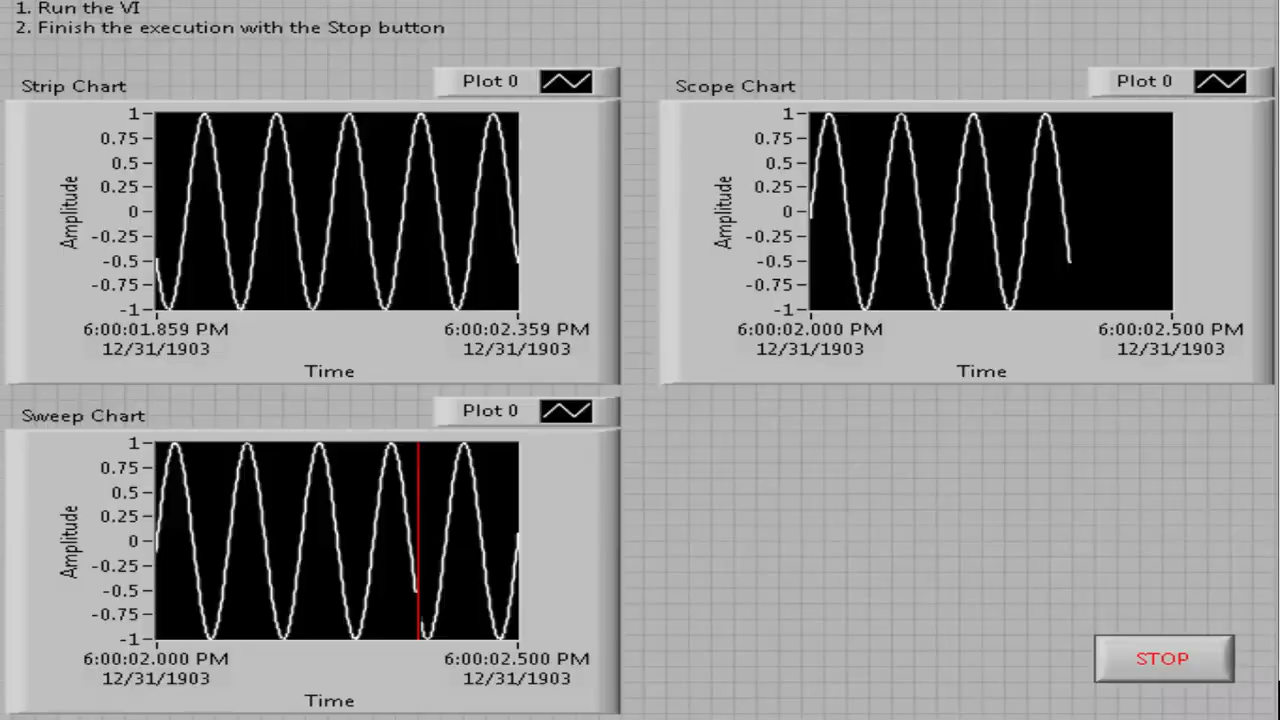 1. Run the VI
2. Finish the execution with the Stop button
Strip Chart
Plot 0
1
0.75
0.5
0.25
0
-0.25
-0.5
-0.75
-1
Amplitude
6:00:01.859 PM
12/31/1903
6:00:02.359 PM
12/31/1903
Time
Scope Chart
Plot 0
1
0.75
0.5
0.25
0
-0.25
-0.5
-0.75
-1
Amplitude
6:00:02.000 PM
12/31/1903
6:00:02.500 PM
12/31/1903
Time
Sweep Chart
Plot 0
1
0.75
0.5
0.25
0
-0.25
-0.5
-0.75
-1
Amplitude
6:00:02.000 PM
12/31/1903
6:00:02.500 PM
12/31/1903
Time
STOP